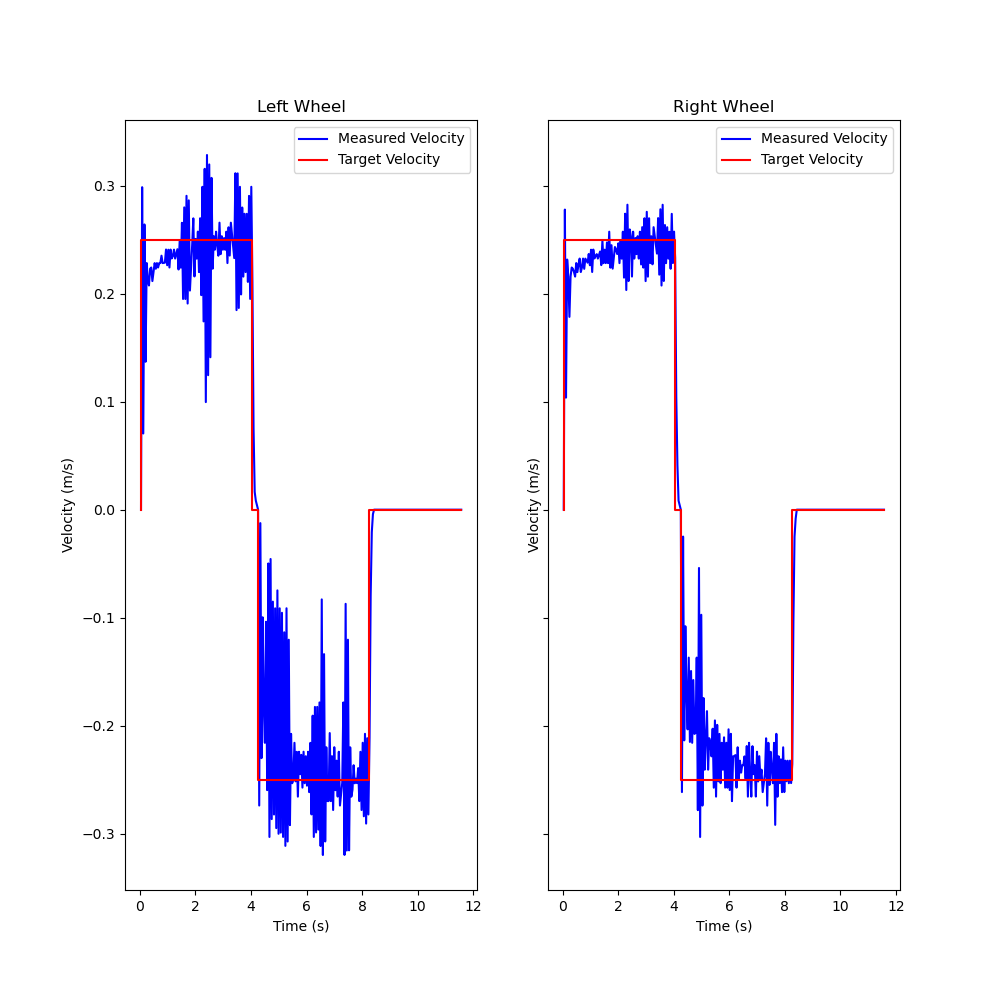 Left Wheel
Measured Velocity
Target Velocity
0.3
0.2
0.1
0.0
−0.1
−0.2
−0.3
Velocity (m/s)
0 2 4 6 8 10 12
Time (s)
Right Wheel
Measured Velocity
Target Velocity
Velocity (m/s)
0 2 4 6 8 10 12
Time (s)